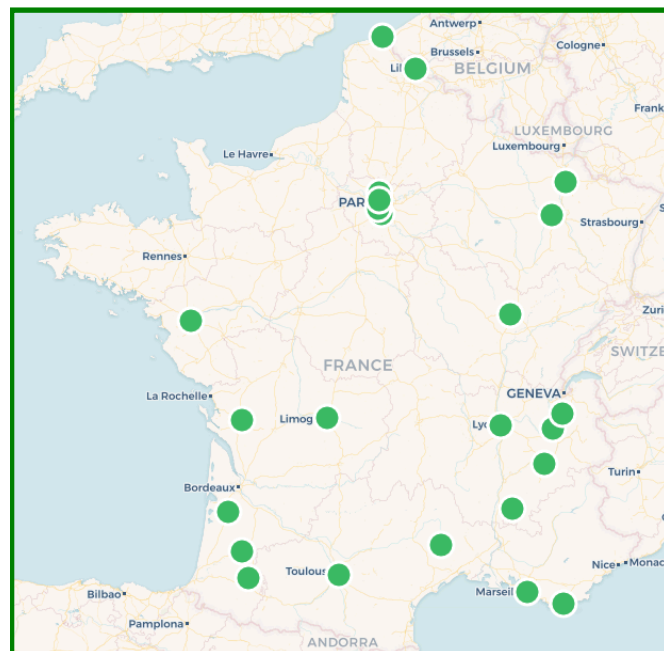 Antwerp
Brussels
Cologne
Lil
BELGIUM
Frank
LUXEMBOURG
Luxembourg
Le Havre
PAR
Strasbourg
Rennes
Zuri
FRANCE
SWITZE
La Rochelle
GENEVA
Limog
Lyo
Turin
Bordeaux
Toulous
Nice
Monac
Marseil
Bilbao
Pamplona
ANDORRA